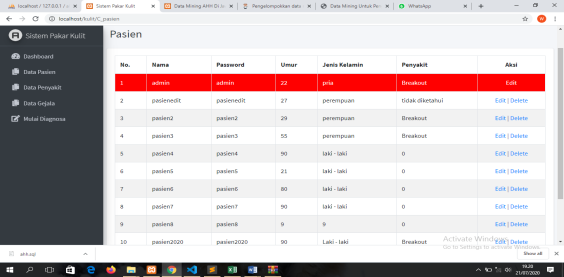 localhost / 127.0.0.1 / s
Sistem Pakar Kulit
Data Mining AHH Di Ja
Pengelompokkan data
Data Mining Untuk Pe
WhatsApp
localhost/kulit/C_pasien
Sistem Pakar Kulit
Dashboard
Data Pasien
Data Penyakit
Data Gejala
Mulai Diagnosa
Pasien
No. Nama Password Umur Jenis Kelamin Penyakit Aksi
1 admin admin 22 pria Breakout Edit
2 pasienedit pasienedit 27 perempuan tidak diketahui Edit | Delete
3 pasien2 pasien2 29 perempuan Breakout Edit | Delete
4 pasien3 pasien3 55 perempuan Breakout Edit | Delete
5 pasien4 pasien4 90 laki - laki 0 Edit | Delete
6 pasien5 pasien5 21 laki - laki 0 Edit | Delete
7 pasien6 pasien6 80 laki - laki 0 Edit | Delete
8 pasien7 pasien7 90 laki - laki 0 Edit | Delete
9 pasien8 pasien8 9 9 0 Edit | Delete
10 pasien2020 pasien2020 90 Laki - laki Breakout Edit | Delete
Activate Windows
Go to Settings to activate Windows.
ahh.sql
Show all
19.20
21/07/2020